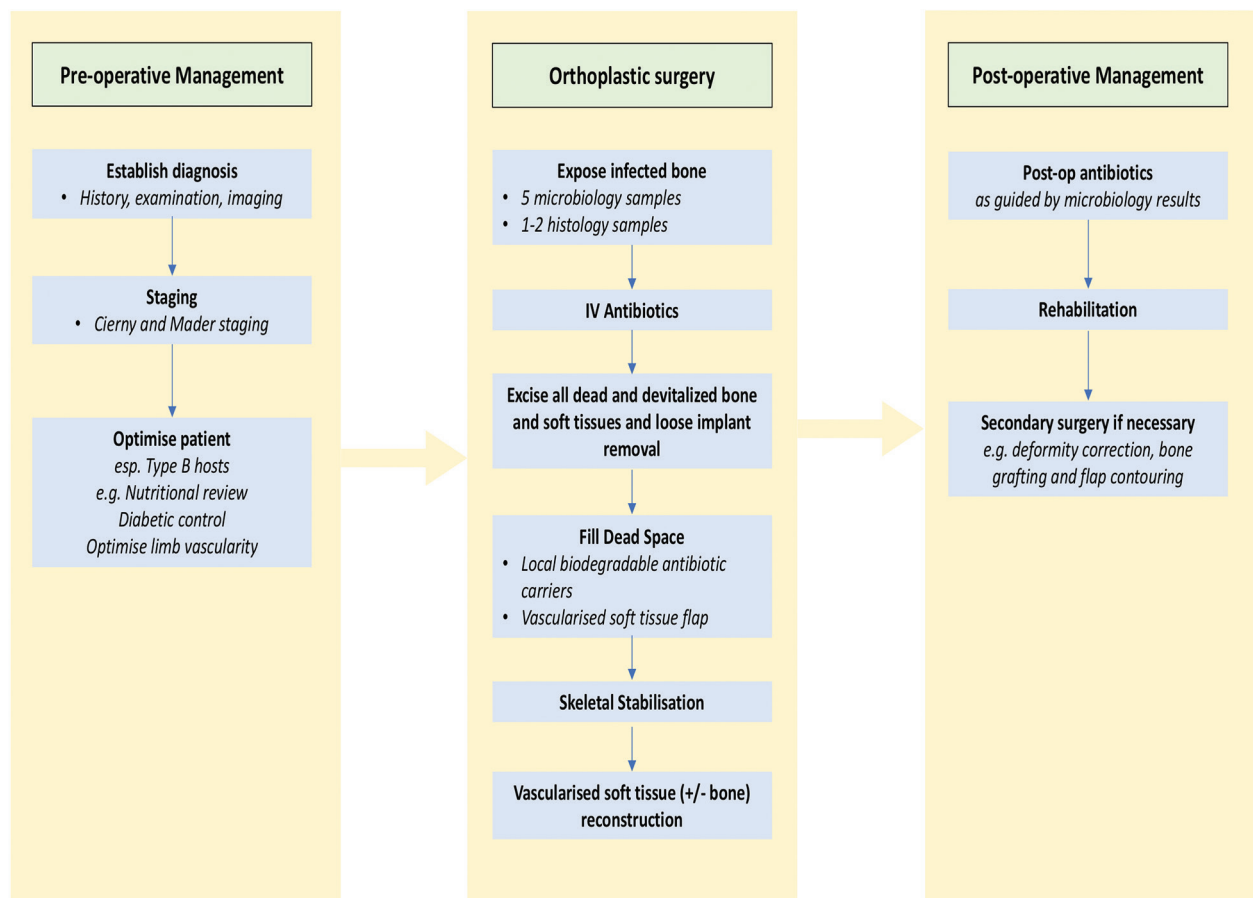 Pre-operative Management
Establish diagnosis
• History, examination, imaging
Staging
• Cierny and Mader staging
Optimise patient
esp. Type B hosts
e.g. Nutritional review
Diabetic control
Optimise limb vascularity
Orthoplastic surgery
Expose infected bone
• 5 microbiology samples
• 1-2 histology samples
IV Antibiotics
Excise all dead and devitalized bone
and soft tissues and loose implant
removal
Fill Dead Space
• Local biodegradable antibiotic
carriers
• Vascularised soft tissue flap
Skeletal Stabilisation
Vascularised soft tissue (+/- bone)
reconstruction
Post-operative Management
Post-op antibiotics
as guided by microbiology results
Rehabilitation
Secondary surgery if necessary
e.g. deformity correction, bone
grafting and flap contouring